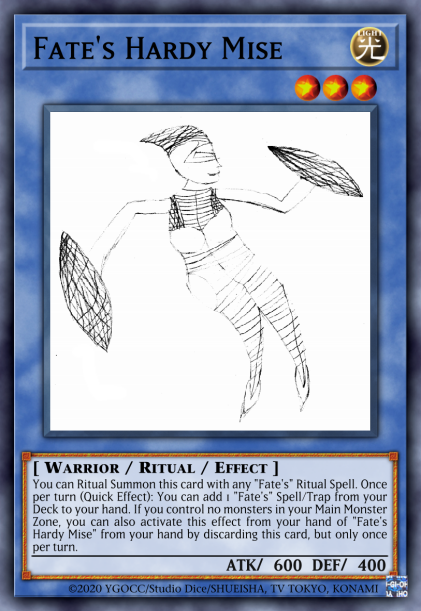 FATE'S HARDY MISE
LIGHT
光
[ WARRIOR / RITUAL / EFFECT ]
You can Ritual Summon this card with any "Fate's" Ritual Spell. Once
per turn (Quick Effect): You can add 1 "Fate's" Spell/Trap from your
Deck to your hand. If you control no monsters in your Main Monster
Zone, you can also activate this effect from your hand of "Fate's
Hardy Mise" from your hand by discarding this card, but only once
per turn.
ATK/ 600 DEF/ 400
©2020 YGOCC/Studio Dice/SHUEISHA, TV TOKYO, KONAMI